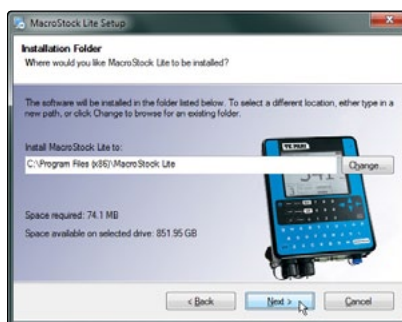 MacroStock Lite Setup
Installation Folder
Where would you like MacroStock Lite to be installed?
The software will be installed in the folder listed below. To select a different location, either type in a
new path, or click Change to browse for an existing folder.
Install MacroStock Lite to:
C:\Program Files (x86)\MacroStock Lite
Change...
TE PARI
Space required: 74.1 MB
Space available on selected drive: 851.95 GB
< Back
Next >
Cancel